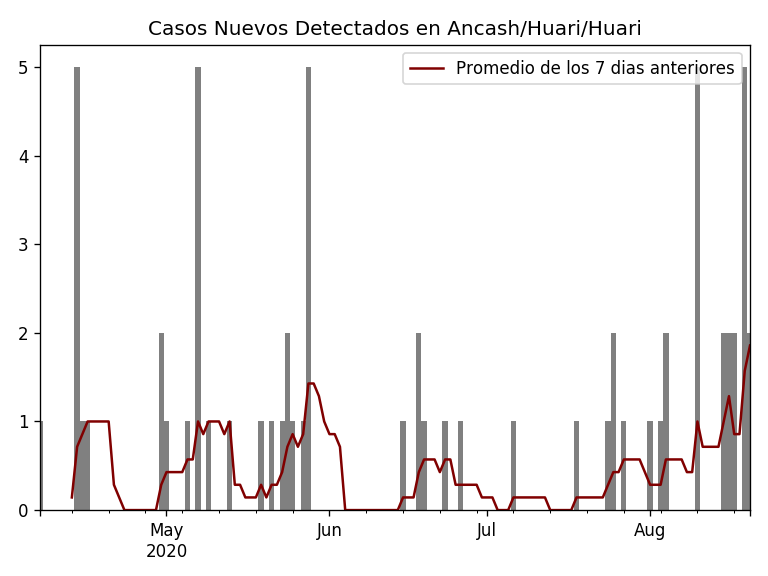 Casos Nuevos Detectados en Ancash/Huari/Huari
Promedio de los 7 dias anteriores
5
4
3
2
1
0
May
2020
Jun
Jul
Aug